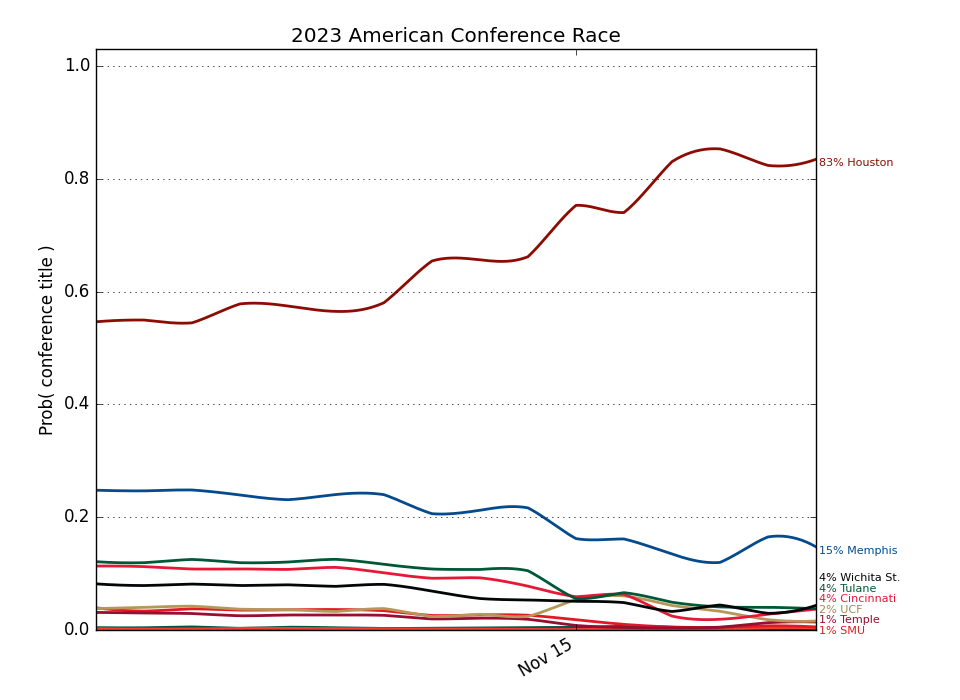 2023 American Conference Race
Prob( conference title )
1.0
0.8
0.6
0.4
0.2
0.0
Nov 15
83% Houston
15% Memphis
4% Wichita St.
4% Tulane
4% Cincinnati
2% UCF
1% Temple
1% SMU